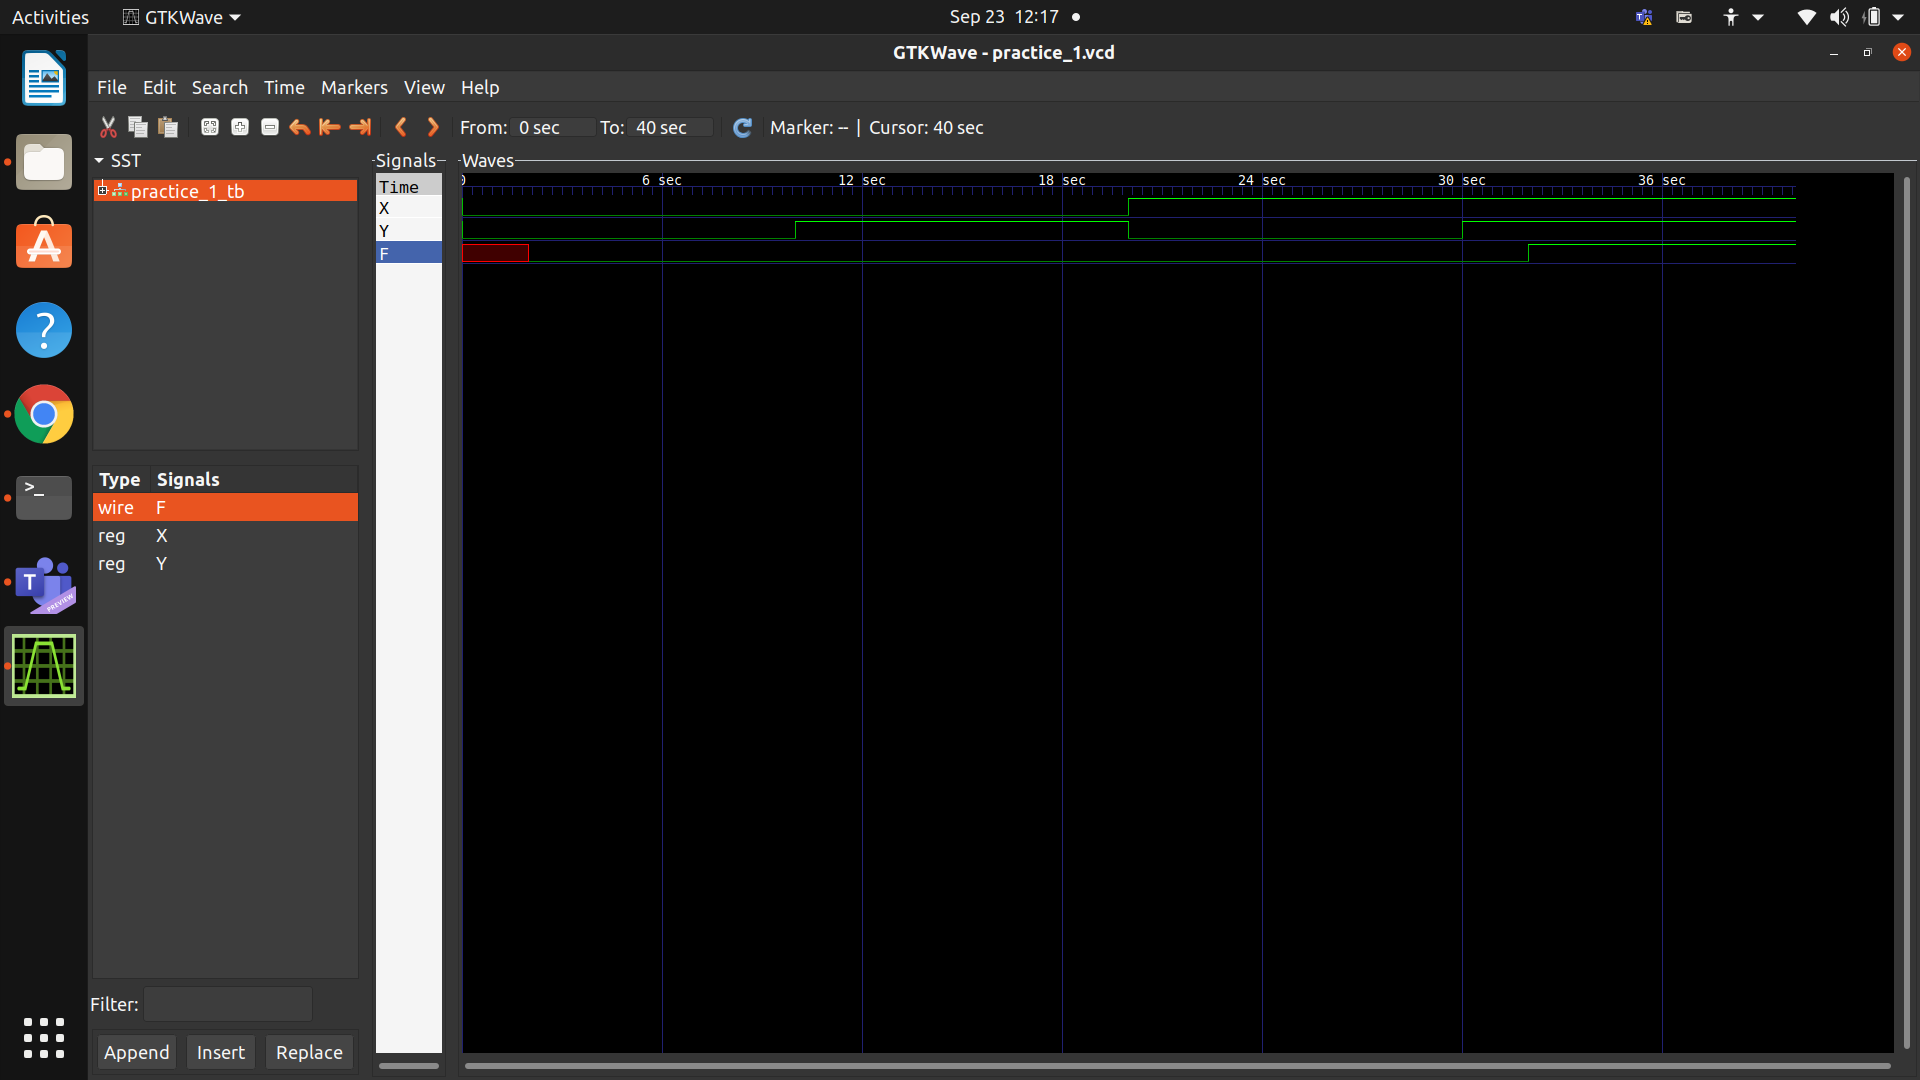 Activities GTKWave Sep 23 12:17
GTKWave - practice_1.vcd
File Edit Search Time Markers View Help
From: 0 sec To: 40 sec Marker: -- | Cursor: 40 sec
SST
practice_1_tb
Type Signals
wire F
reg X
reg Y
Filter:
Append Insert Replace
Signals
Time
X
Y
F
Waves
0 6 sec 12 sec 18 sec 24 sec 30 sec 36 sec
>_
?
T
PREVIEW